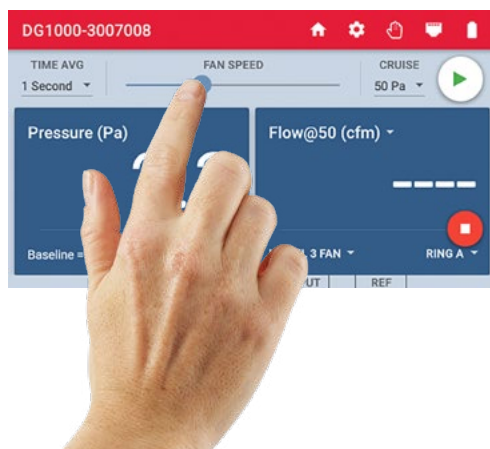 DG1000-3007008
TIME AVG
FAN SPEED
CRUISE
1 Second
50 Pa
Pressure (Pa)
Flow@50 (cfm)
----
Baseline =
3 FAN
RING A
REF